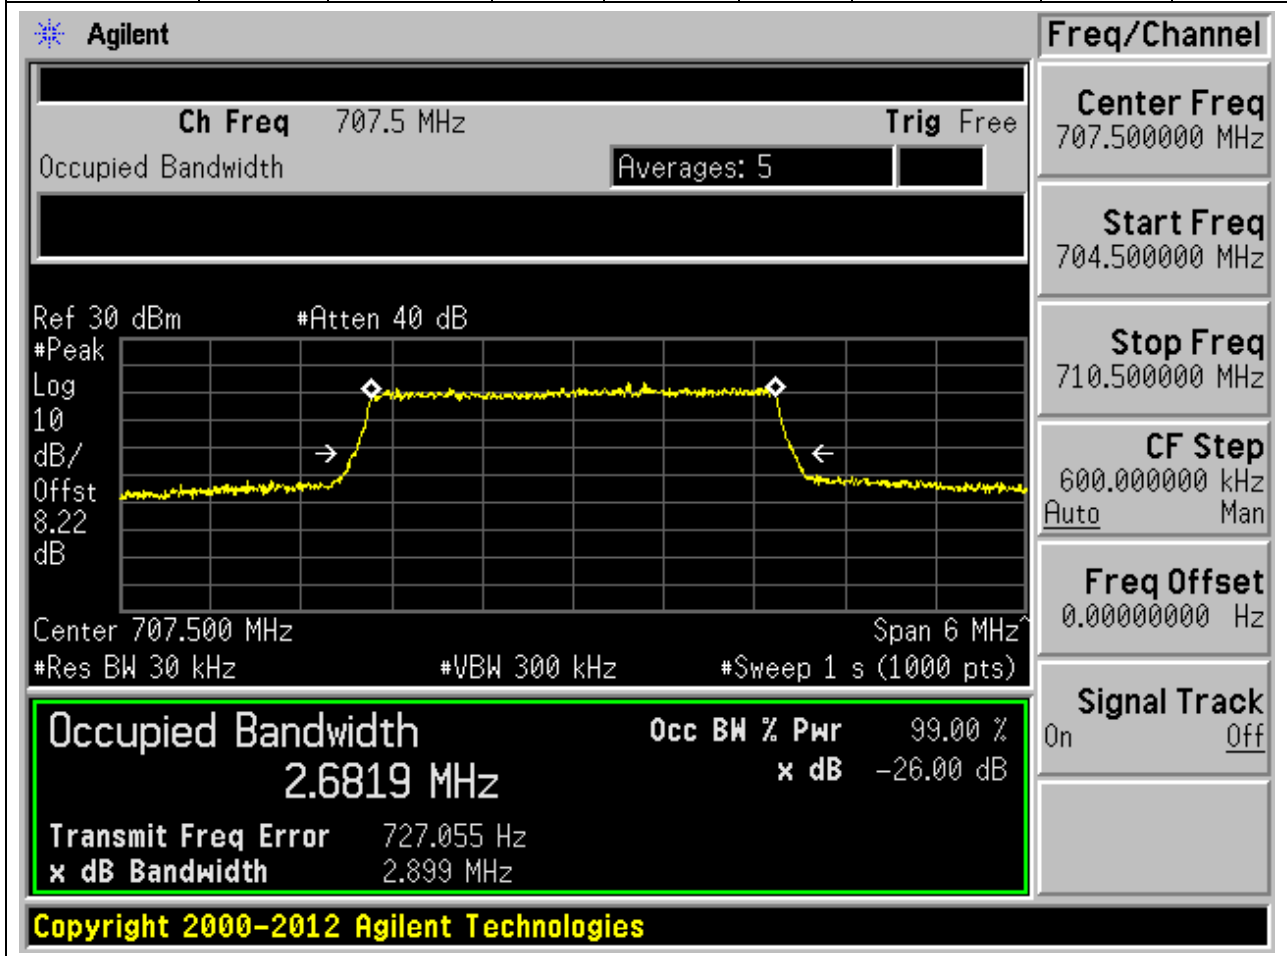 Agilent
Freq/Channel
Ch Freq 707.5 MHz Trig Free
Occupied Bandwidth Averages: 5
Center Freq
707.500000 MHz
Start Freq
704.500000 MHz
Stop Freq
710.500000 MHz
CF Step
600.000000 kHz
Auto Man
Freq Offset
0.00000000 Hz
Signal Track
On Off
Ref 30 dBm #Atten 40 dB
#Peak
Log
10
dB/
Offst
8.22
dB
Center 707.500 MHz Span 6 MHz^
#Res BW 30 kHz #VBW 300 kHz #Sweep 1 s (1000 pts)
Occupied Bandwidth Occ BW % Pwr 99.00 %
2.6819 MHz x dB -26.00 dB
Transmit Freq Error 727.055 Hz
x dB Bandwidth 2.899 MHz
Copyright 2000-2012 Agilent Technologies